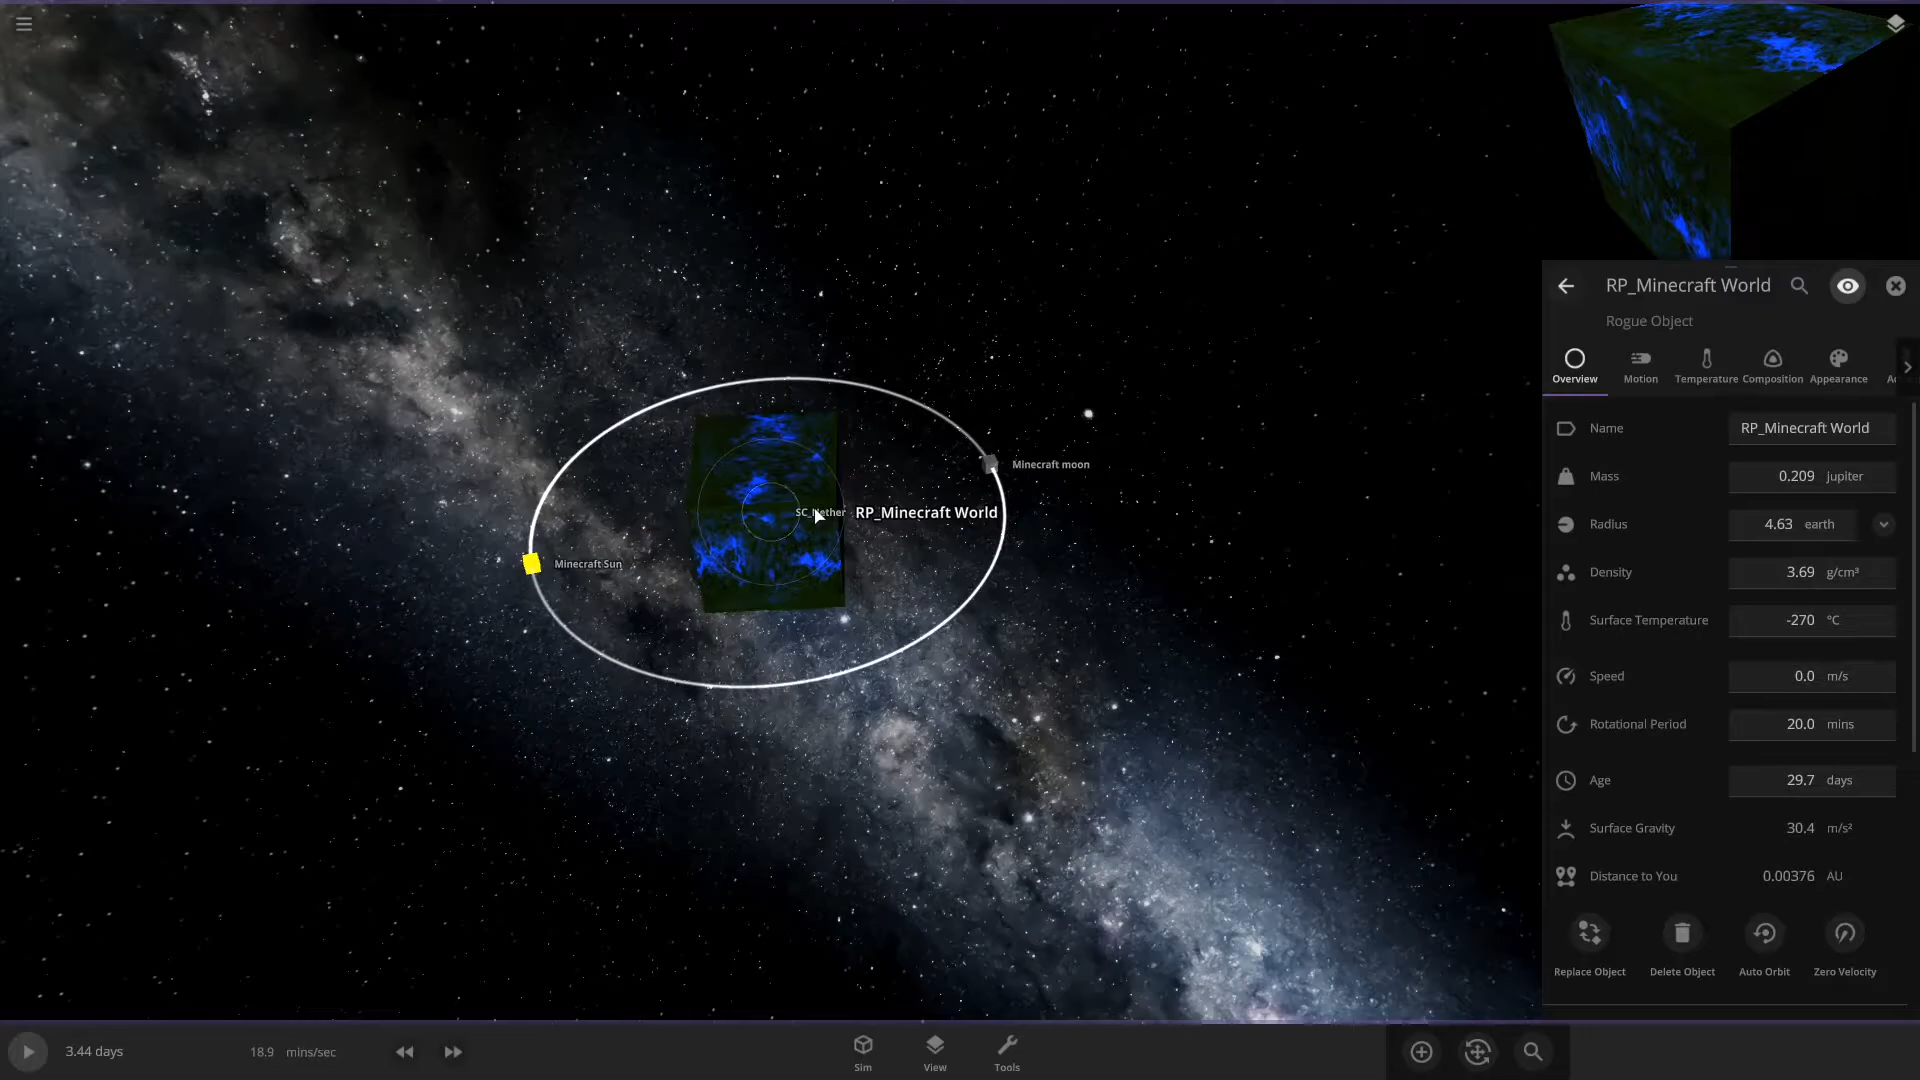 RP_Minecraft World
Rogue Object
Overview
Motion
Temperature
Composition
Appearance
Name
RP_Minecraft World
Mass
0.209 jupiter
Radius
4.63 earth
Density
3.69 g/cm³
Surface Temperature
-270 °C
Speed
0.0 m/s
Rotational Period
20.0 mins
Age
29.7 days
Surface Gravity
30.4 m/s²
Distance to You
0.00376 AU
Replace Object
Delete Object
Auto Orbit
Zero Velocity
Minecraft moon
RP_Minecraft World
Minecraft Sun
3.44 days
18.9 mins/sec
Sim
View
Tools